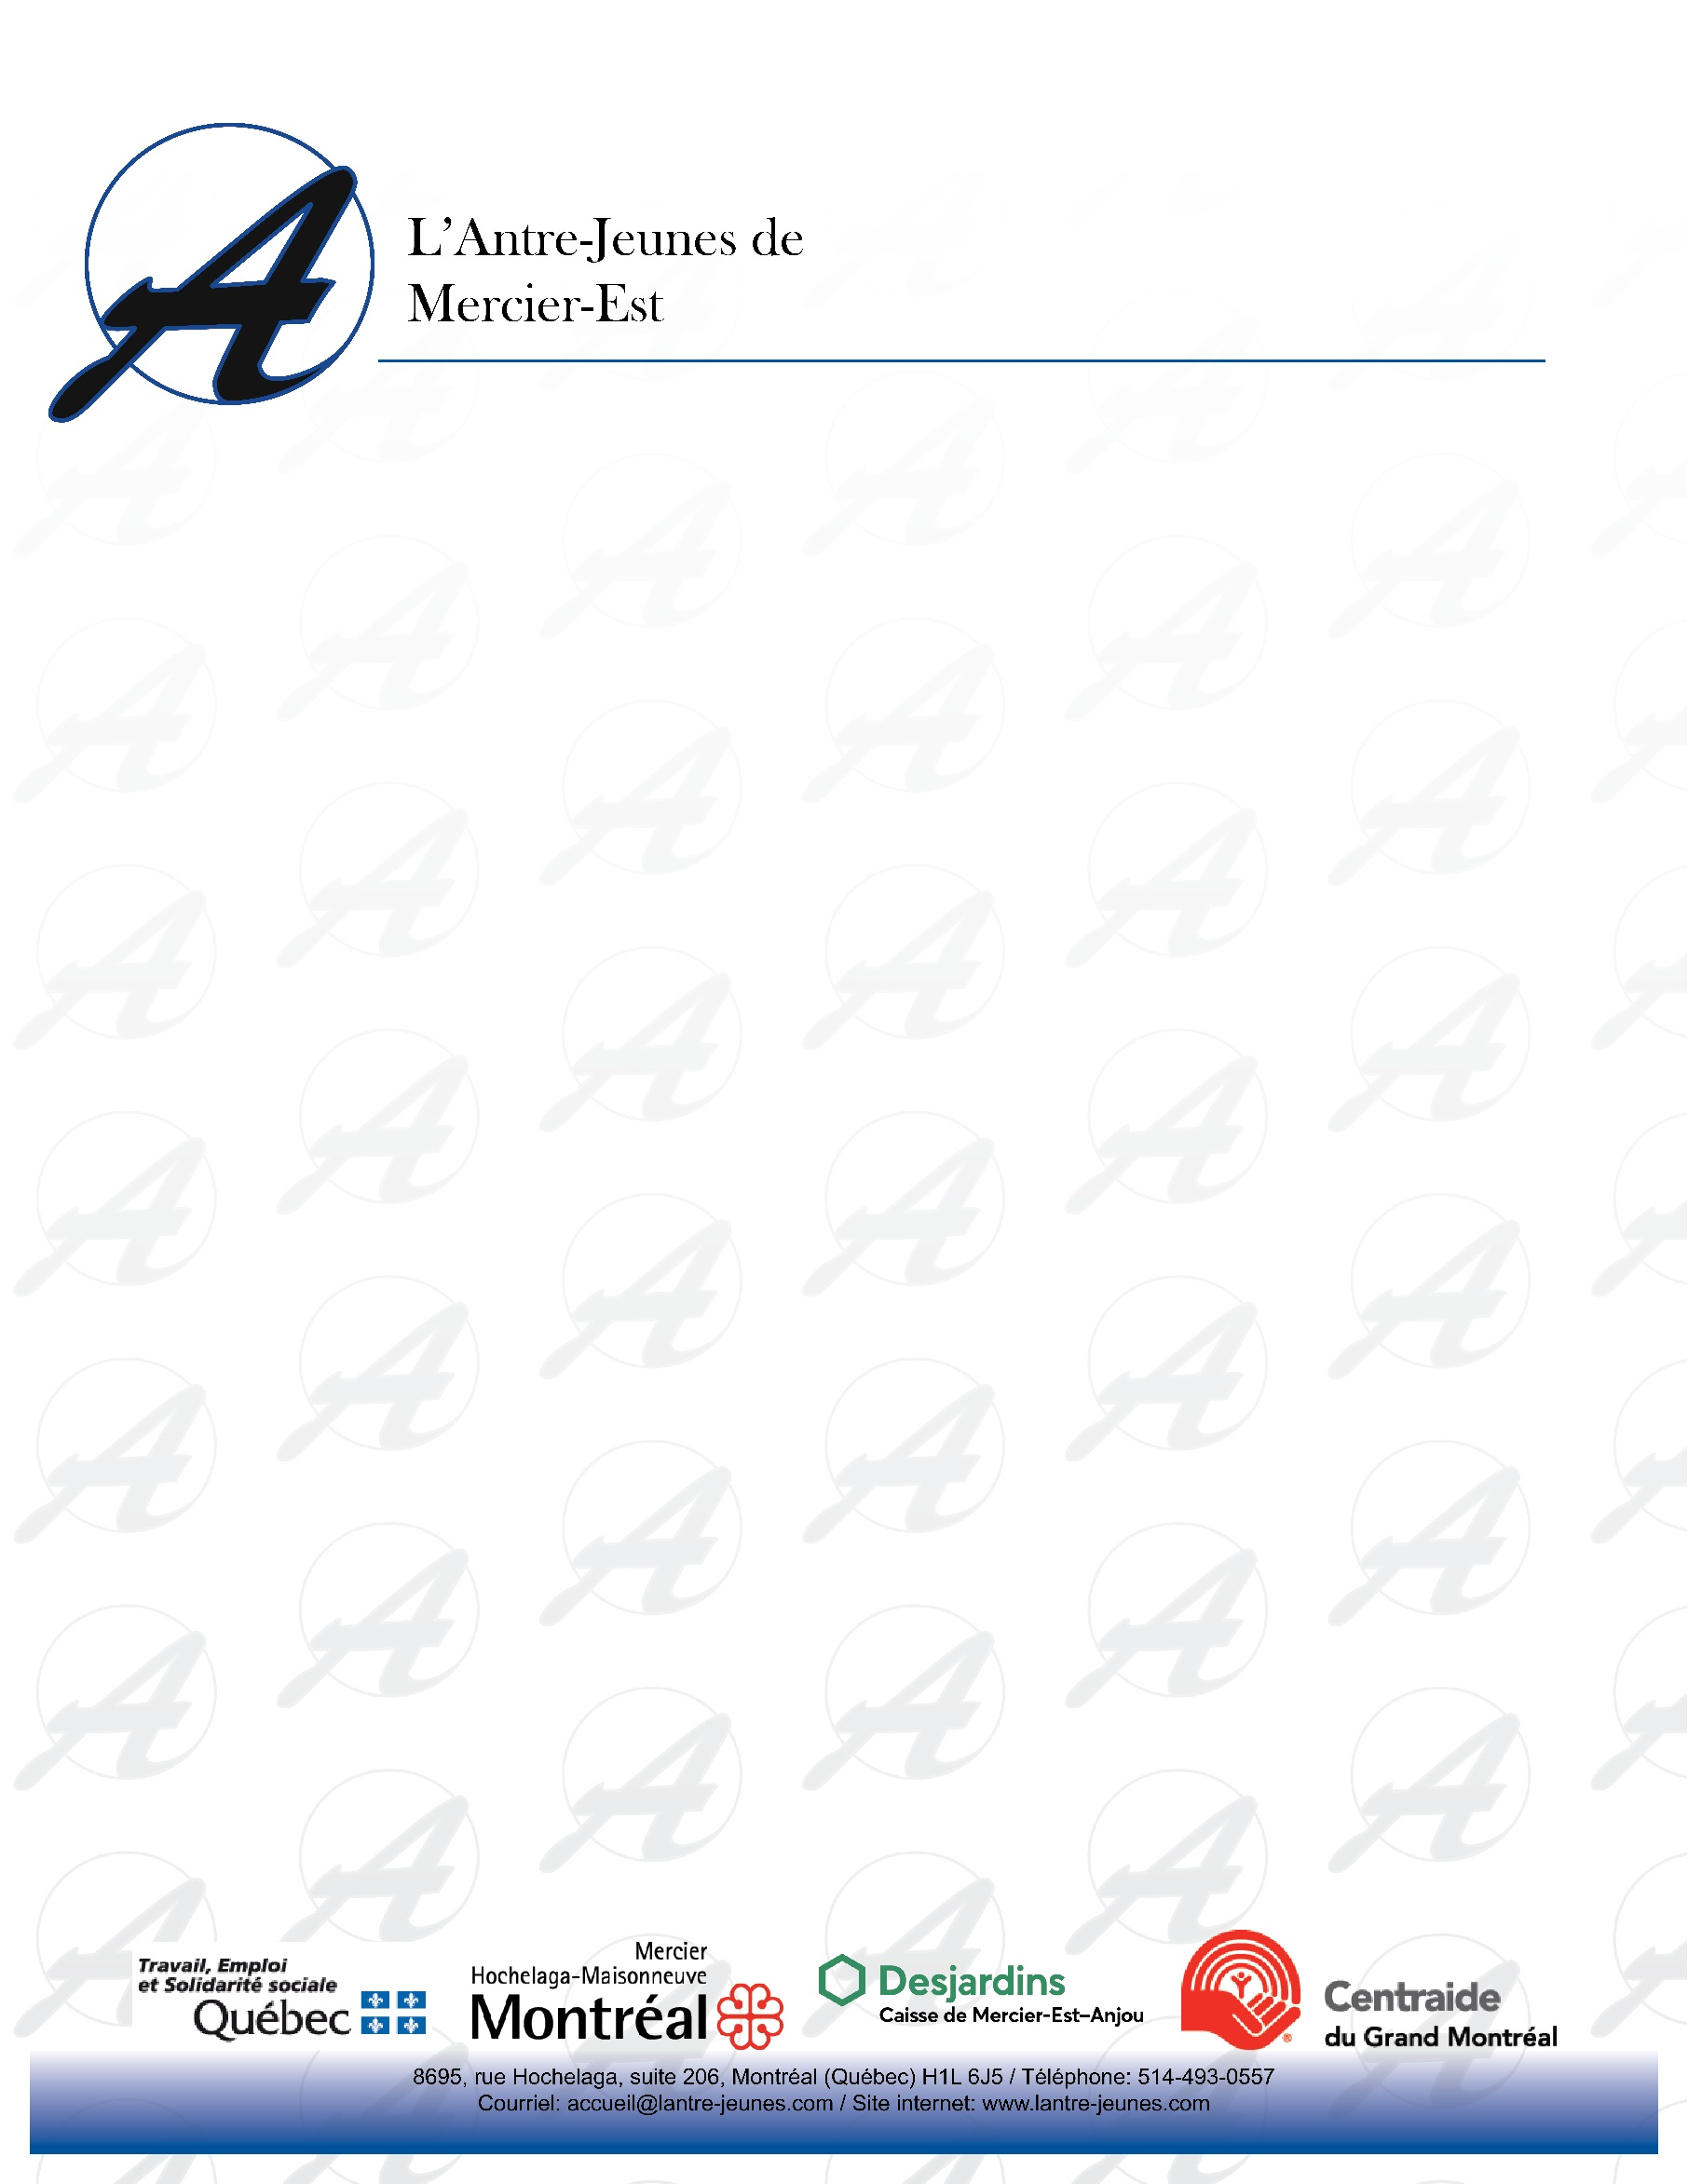 L’Antre-Jeunes de
Mercier-Est
Travail, Emploi
et Solidarité sociale
Québec
Mercier
Hochelaga-Maisonneuve
Montréal
Desjardins
Caisse de Mercier-Est–Anjou
Centraide
du Grand Montréal
8695, rue Hochelaga, suite 206, Montréal (Québec) H1L 6J5 / Téléphone: 514-493-0557
Courriel: accueil@lantre-jeunes.com / Site internet: www.lantre-jeunes.com